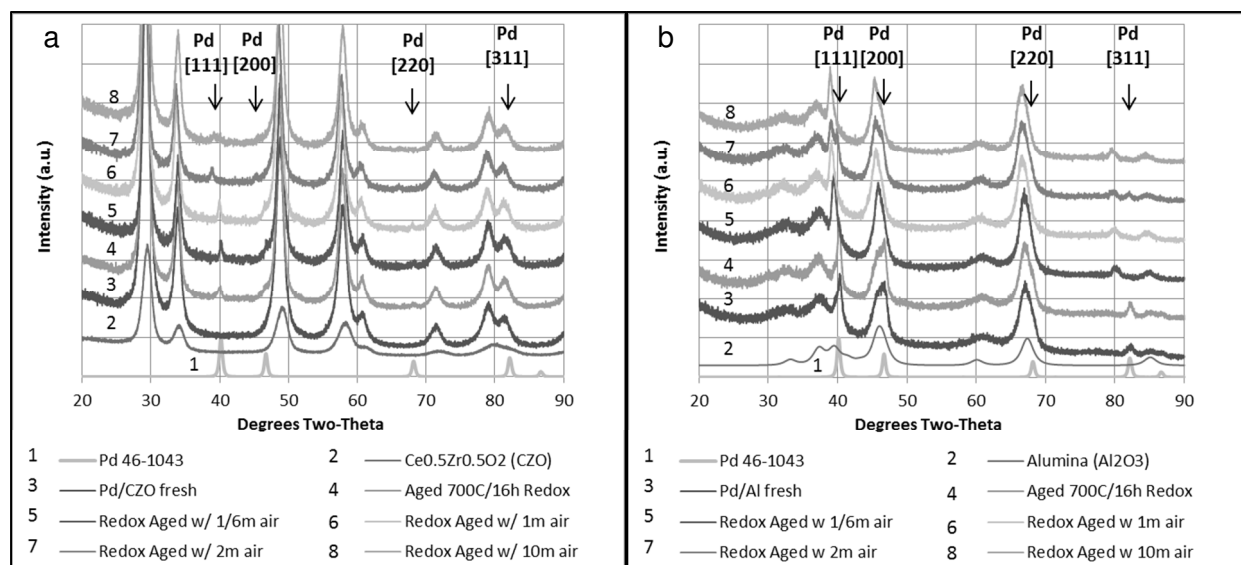 a
Pd Pd Pd Pd
[111] [200] [220] [311]
8
7
6
5
4
3
2
1
Intensity (a.u.)
20 30 40 50 60 70 80 90
Degrees Two-Theta
1 Pd 46-1043 2 Ce0.5Zr0.5O2 (CZO)
3 Pd/CZO fresh 4 Aged 700C/16h Redox
5 Redox Aged w/ 1/6m air 6 Redox Aged w/ 1m air
7 Redox Aged w/ 2m air 8 Redox Aged w/ 10m air
b
Pd Pd Pd Pd
[111] [200] [220] [311]
8
7
6
5
4
3
2
1
Intensity (a.u.)
20 30 40 50 60 70 80 90
Degrees Two-Theta
1 Pd 46-1043 2 Alumina (Al2O3)
3 Pd/Al fresh 4 Aged 700C/16h Redox
5 Redox Aged w 1/6m air 6 Redox Aged w 1m air
7 Redox Aged w 2m air 8 Redox Aged w 10m air